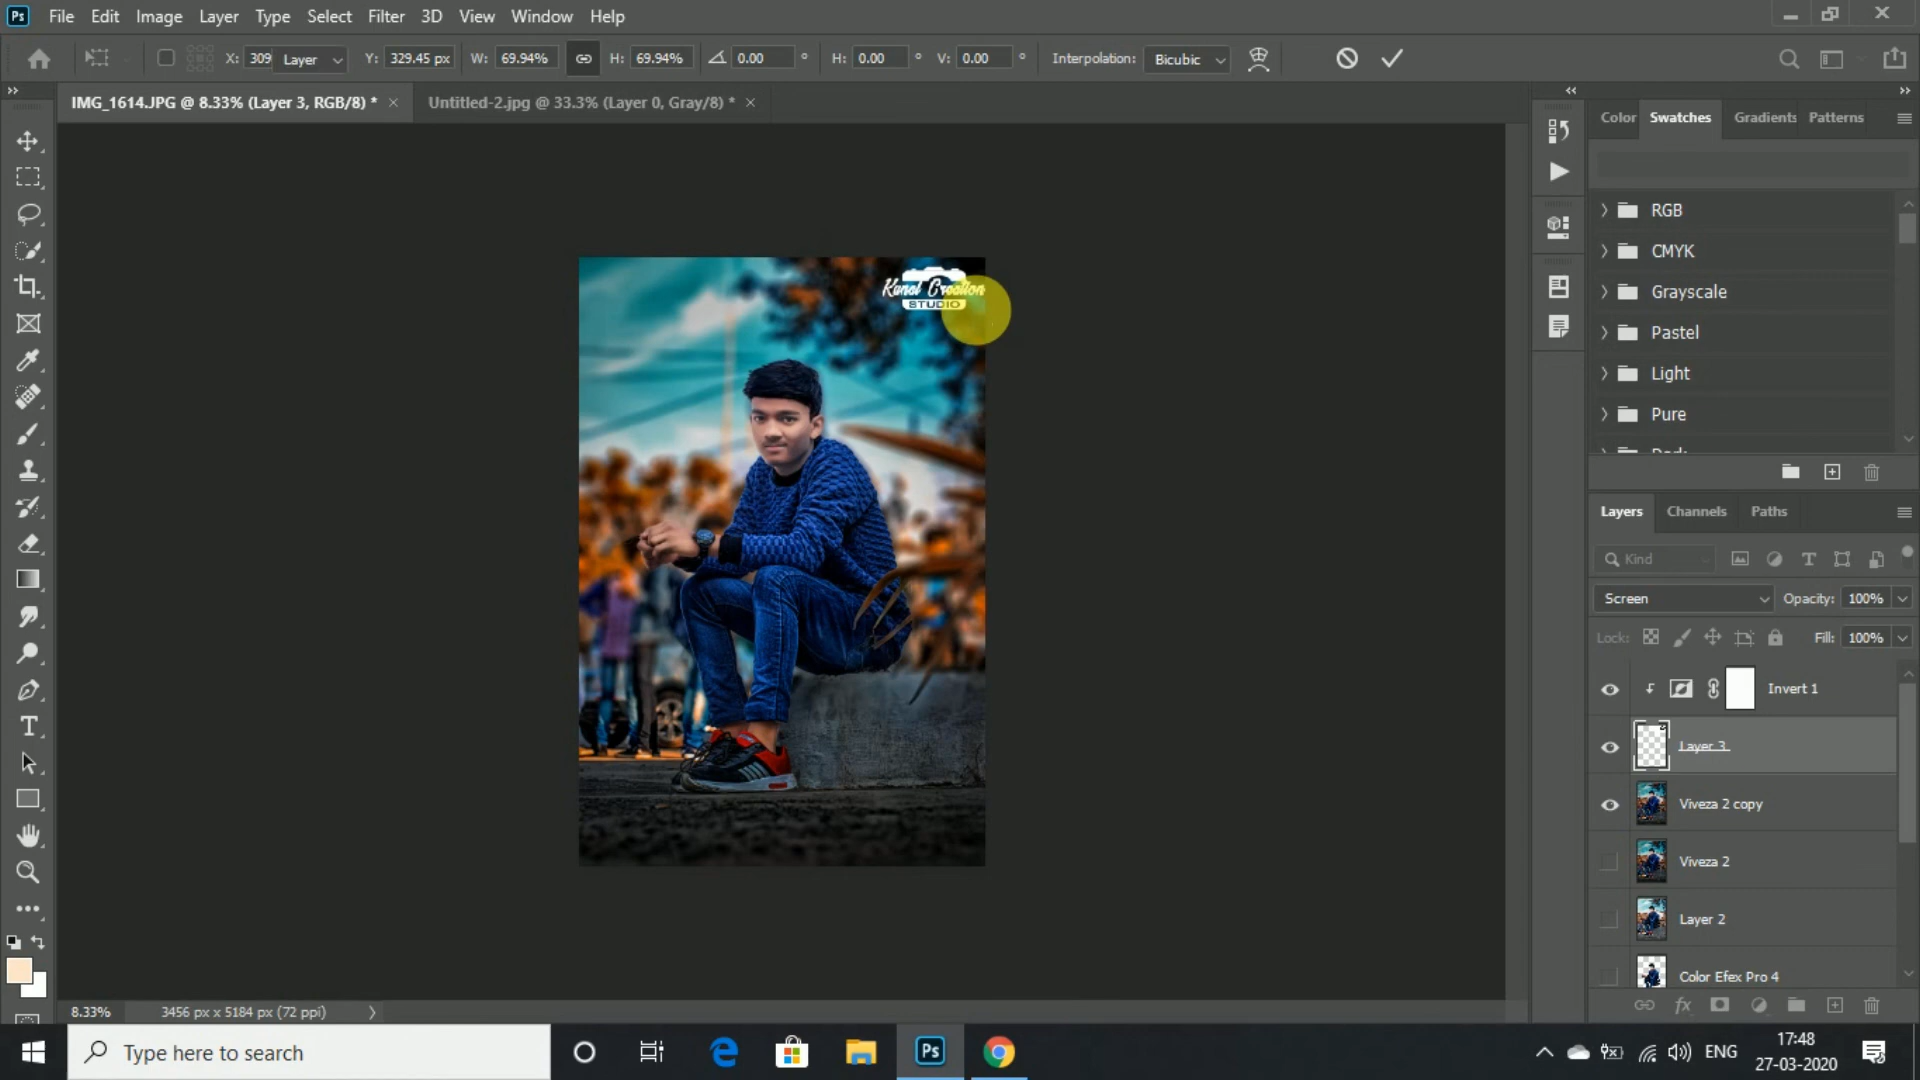 Ps File Edit Image Layer Type Select Filter 3D View Window Help
X: 309 Layer Y: 329.45 px W: 69.94% H: 69.94% 0.00 ° H: 0.00 ° V: 0.00 ° Interpolation: Bicubic
IMG_1614.JPG @ 8.33% (Layer 3, RGB/8) * × Untitled-2.jpg @ 33.3% (Layer 0, Gray/8) * ×
Color Swatches Gradients Patterns
RGB
CMYK
Grayscale
Pastel
Light
Pure
Dark
Kunal Creation
STUDIO
Layers Channels Paths
Kind
Screen Opacity: 100%
Lock: Fill: 100%
Invert 1
Layer 3
Viveza 2 copy
Viveza 2
Layer 2
Color Efex Pro 4
8.33% 3456 px x 5184 px (72 ppi)
Type here to search
Ps
ENG
17:48
27-03-2020